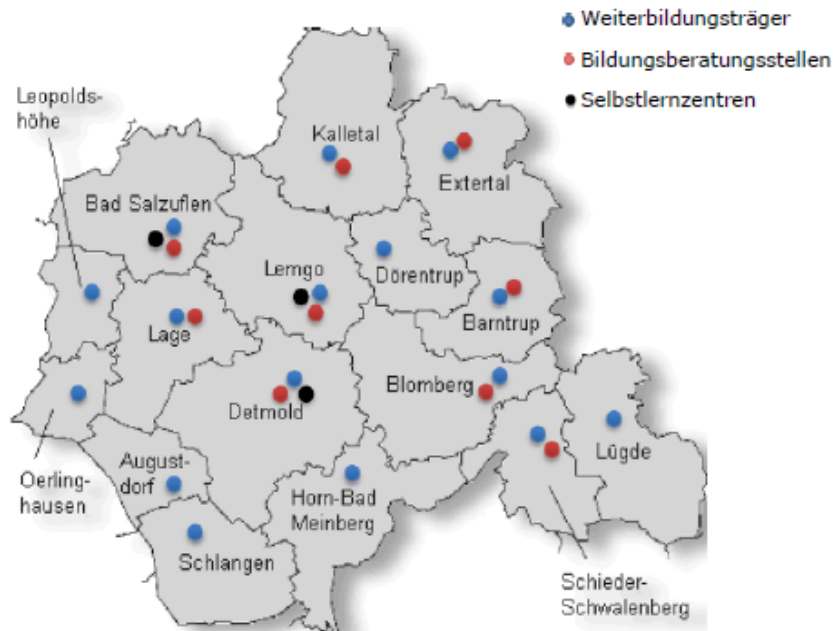 Weiterbildungsträger
Bildungsberatungsstellen
Selbstlernzentren
Leopolds-
höhe
Kalletal
Extertal
Bad Salzuflen
Lemgo
Dörentrup
Barntrup
Lage
Blomberg
Detmold
Lügde
Oerling-
hausen
August-
dorf
Horn-Bad
Meinberg
Schlangen
Schieder-
Schwalenberg